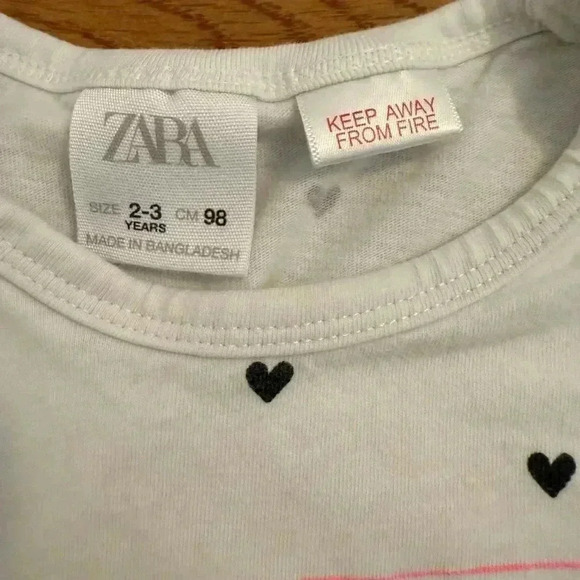 ZARA
SIZE 2-3 CM 98
YEARS
MADE IN BANGLADESH
KEEP AWAY
FROM FIRE